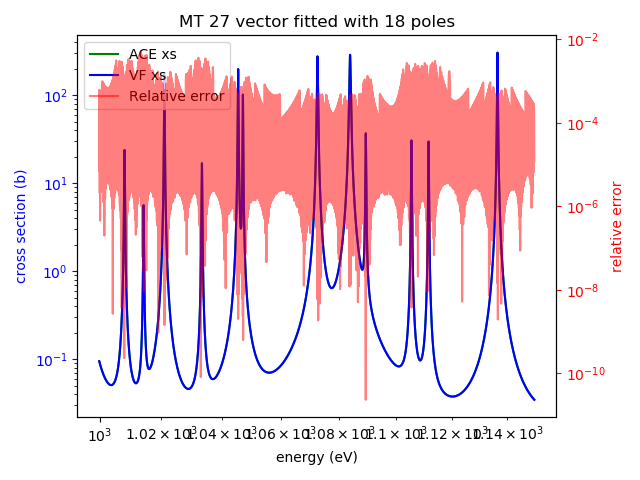 MT 27 vector fitted with 18 poles
ACE xs
VF xs
Relative error
cross section (b)
10²
10¹
10⁰
10⁻¹
10⁻²
10⁻⁴
10⁻⁶
10⁻⁸
10⁻¹⁰
relative error
10³ 1.02 × 10³ 1.04 × 10³ 1.06 × 10³ 1.08 × 10³ 1.1 × 10³ 1.12 × 10³ 1.14 × 10³
energy (eV)